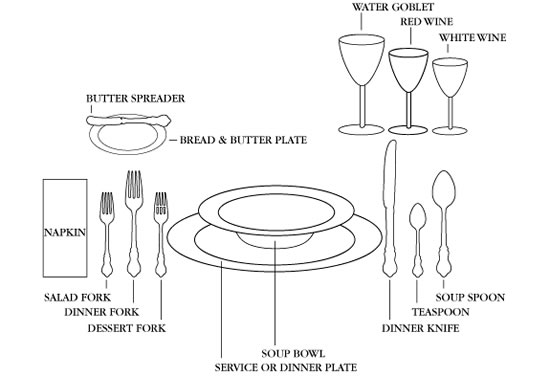 WATER GOBLET
RED WINE
WHITE WINE
BUTTER SPREADER
BREAD & BUTTER PLATE
NAPKIN
SALAD FORK
DINNER FORK
DESSERT FORK
SOUP SPOON
TEASPOON
DINNER KNIFE
SOUP BOWL
SERVICE OR DINNER PLATE